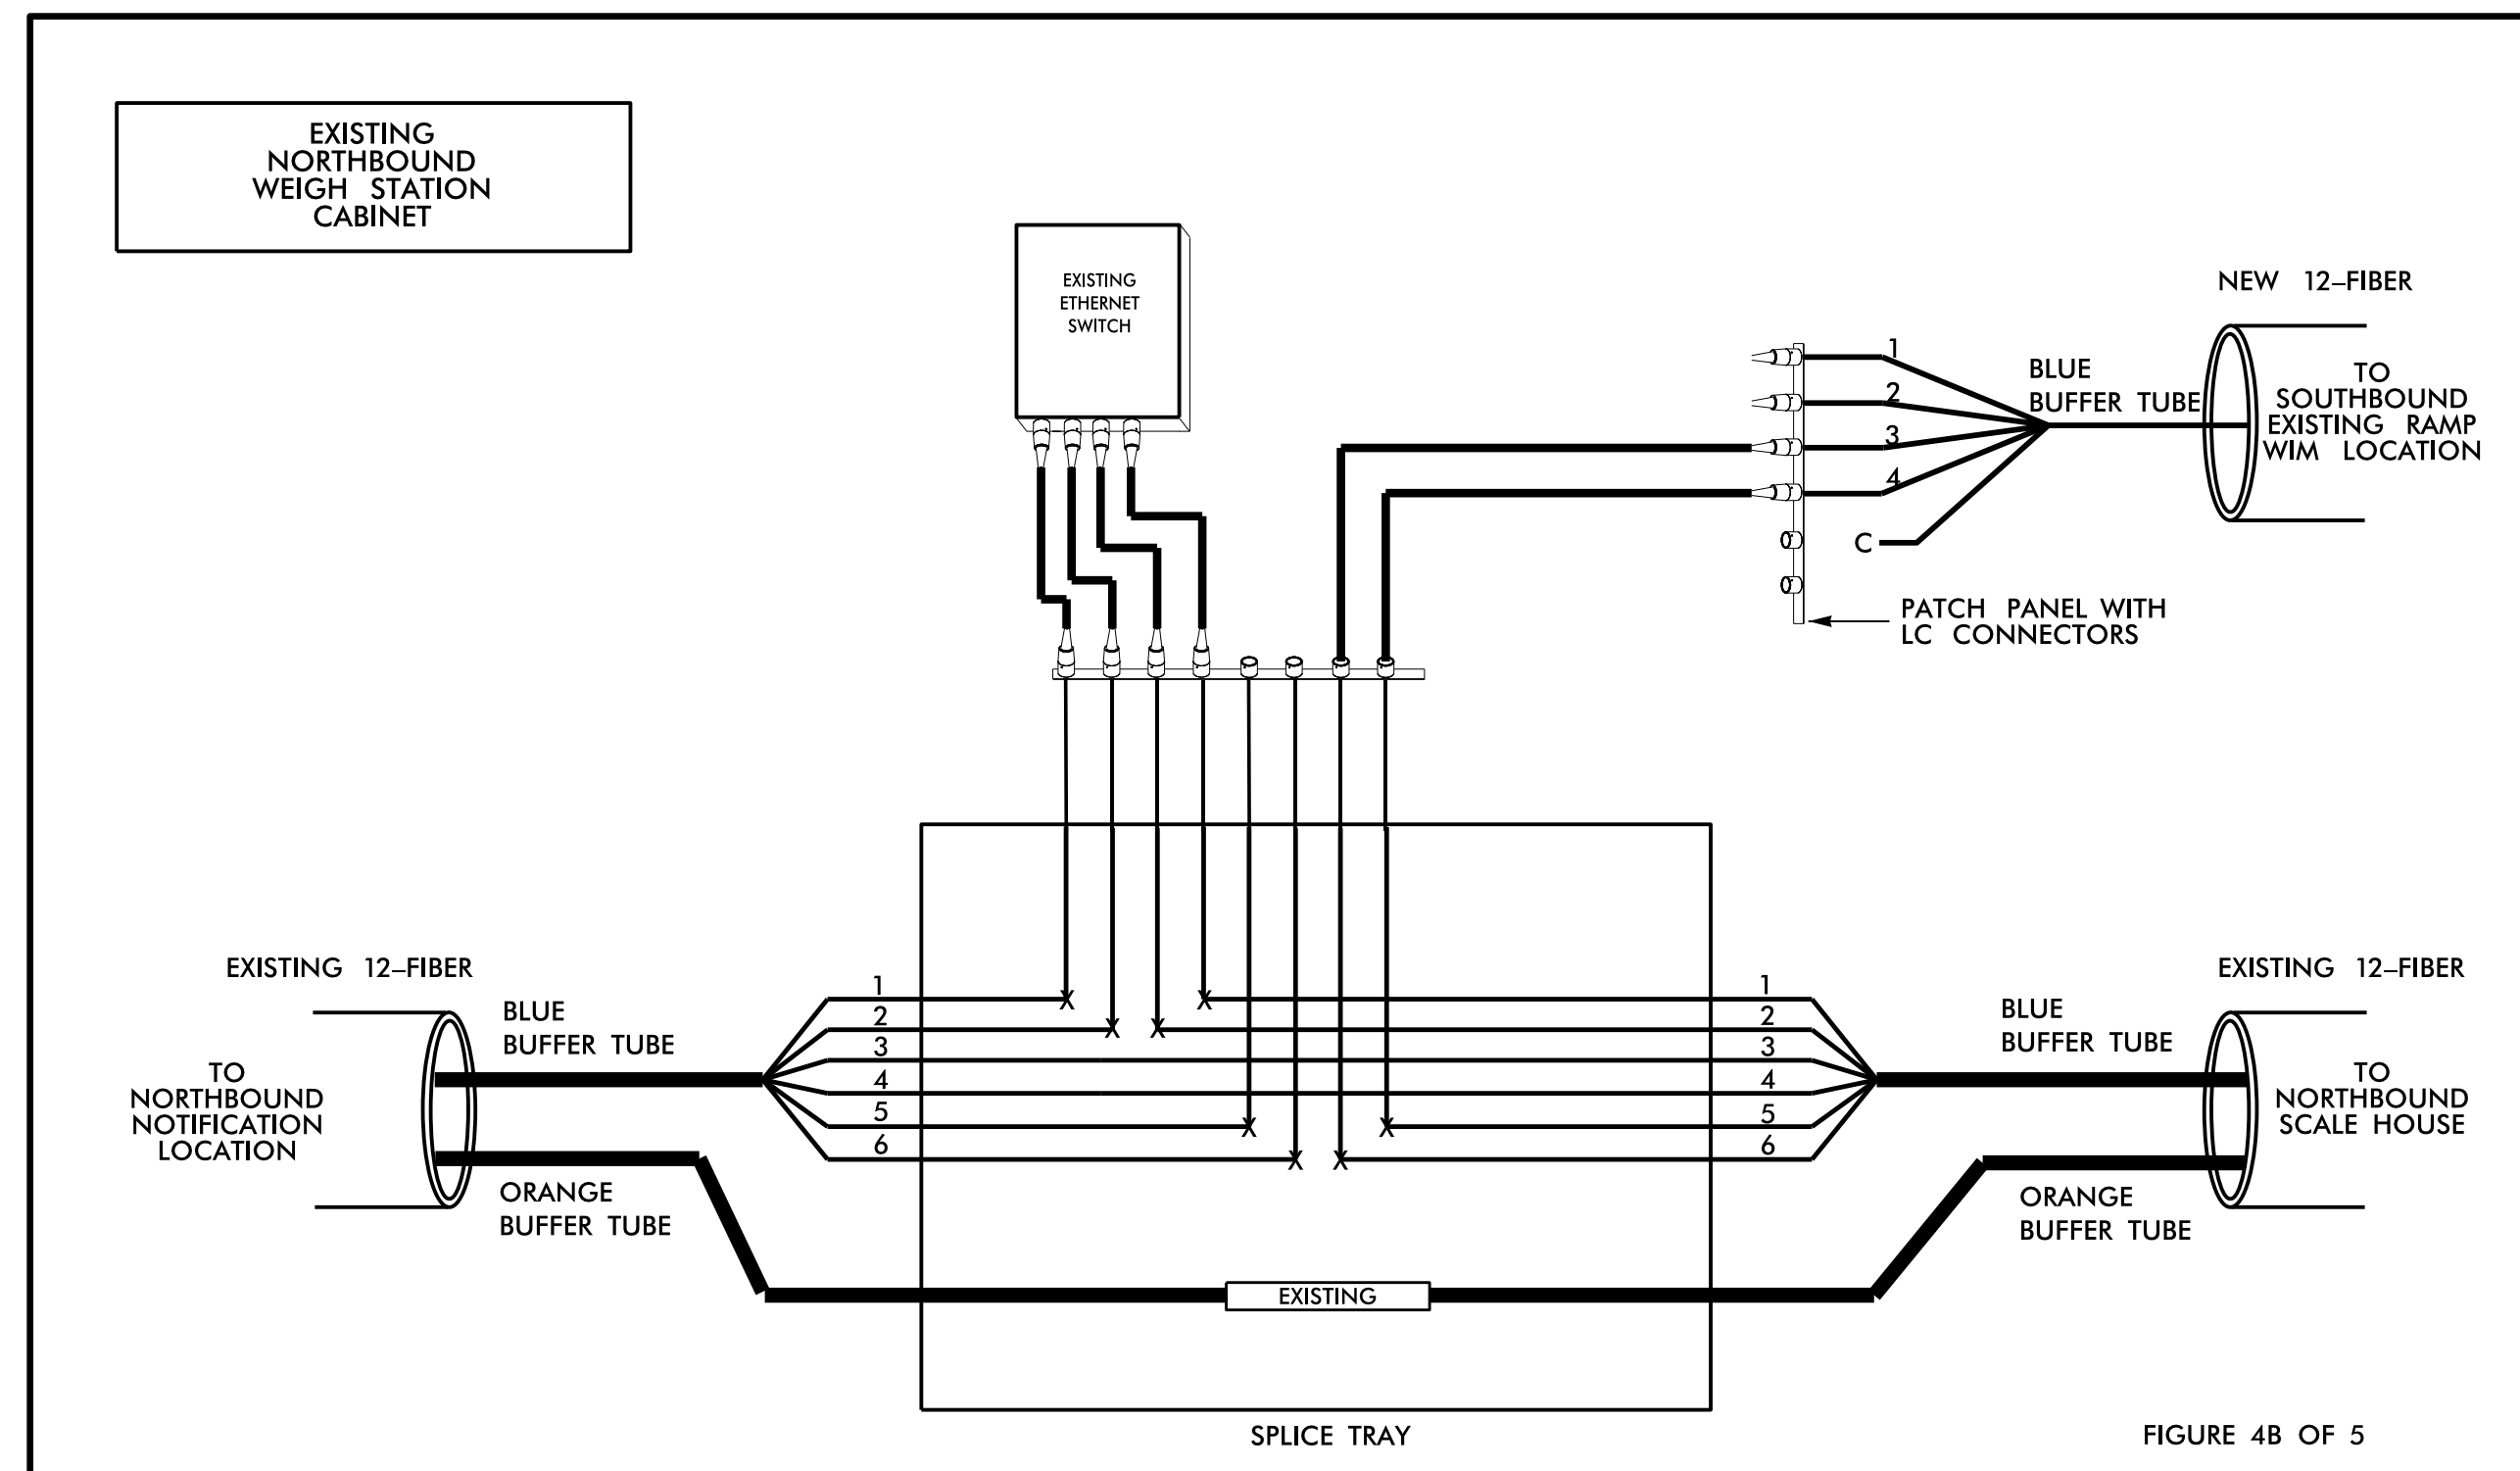 EXISTING
NORTHBOUND
WEIGH STATION
CABINET
EXISTING
ETHERNET
SWITCH
NEW 12–FIBER
1
2
3
4
C
BLUE
BUFFER TUBE
TO
SOUTHBOUND
EXISTING RAMP
WIM LOCATION
PATCH PANEL WITH
LC CONNECTORS
EXISTING 12–FIBER
BLUE
BUFFER TUBE
TO
NORTHBOUND
NOTIFICATION
LOCATION
ORANGE
BUFFER TUBE
1
2
3
4
5
6
X
X
X
X
X
X
X
X
1
2
3
4
5
6
EXISTING 12–FIBER
BLUE
BUFFER TUBE
TO
NORTHBOUND
SCALE HOUSE
ORANGE
BUFFER TUBE
EXISTING
SPLICE TRAY
FIGURE 4B OF 5